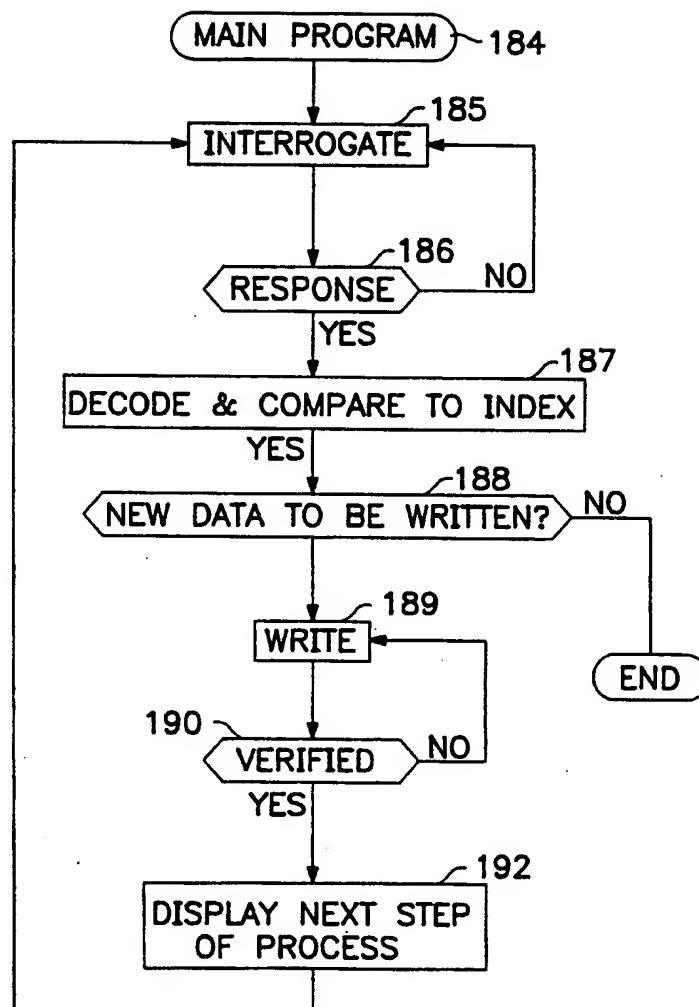 MAIN PROGRAM
184
185
INTERROGATE
186
RESPONSE
NO
YES
187
DECODE & COMPARE TO INDEX
YES
188
NEW DATA TO BE WRITTEN?
NO
189
WRITE
END
190
VERIFIED
NO
YES
192
DISPLAY NEXT STEP
OF PROCESS